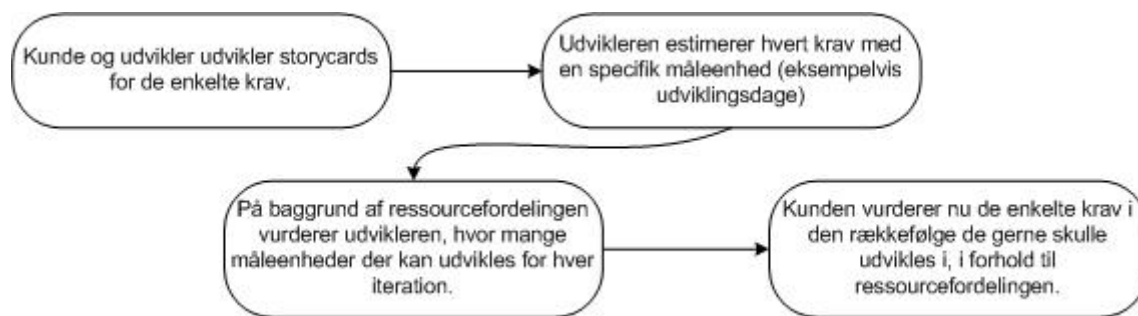 Kunde og udvikler udvikler storycards
for de enkelte krav.
Udvikleren estimerer hvert krav med
en specifik måleenhed (eksempelvis
udviklingsdage)
På baggrund af ressourcefordelingen
vurderer udvikleren, hvor mange
måleenheder der kan udvikles for hver
iteration.
Kunden vurderer nu de enkelte krav i
den rækkefølge de gerne skulle
udvikles i, i forhold til
ressourcefordelingen.